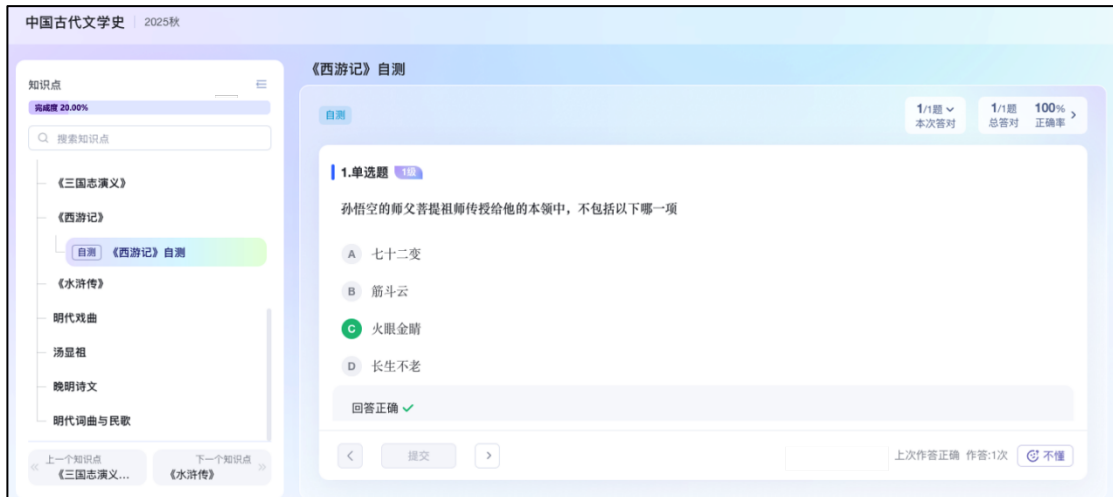 中国古代文学史 2025秋
知识点
完成度 20.00%
搜索知识点
《三国志演义》
《西游记》
自测 《西游记》自测
《水浒传》
明代戏曲
汤显祖
晚明诗文
明代词曲与民歌
上一个知识点
《三国志演义...
下一个知识点
《水浒传》
《西游记》自测
自测
1/1题
本次答对
1/1题
总答对
100%
正确率
1.单选题 1级
孙悟空的师父菩提祖师传授给他的本领中，不包括以下哪一项
A 七十二变
B 筋斗云
C 火眼金睛
D 长生不老
回答正确
提交
上次作答正确 作答:1次 不懂